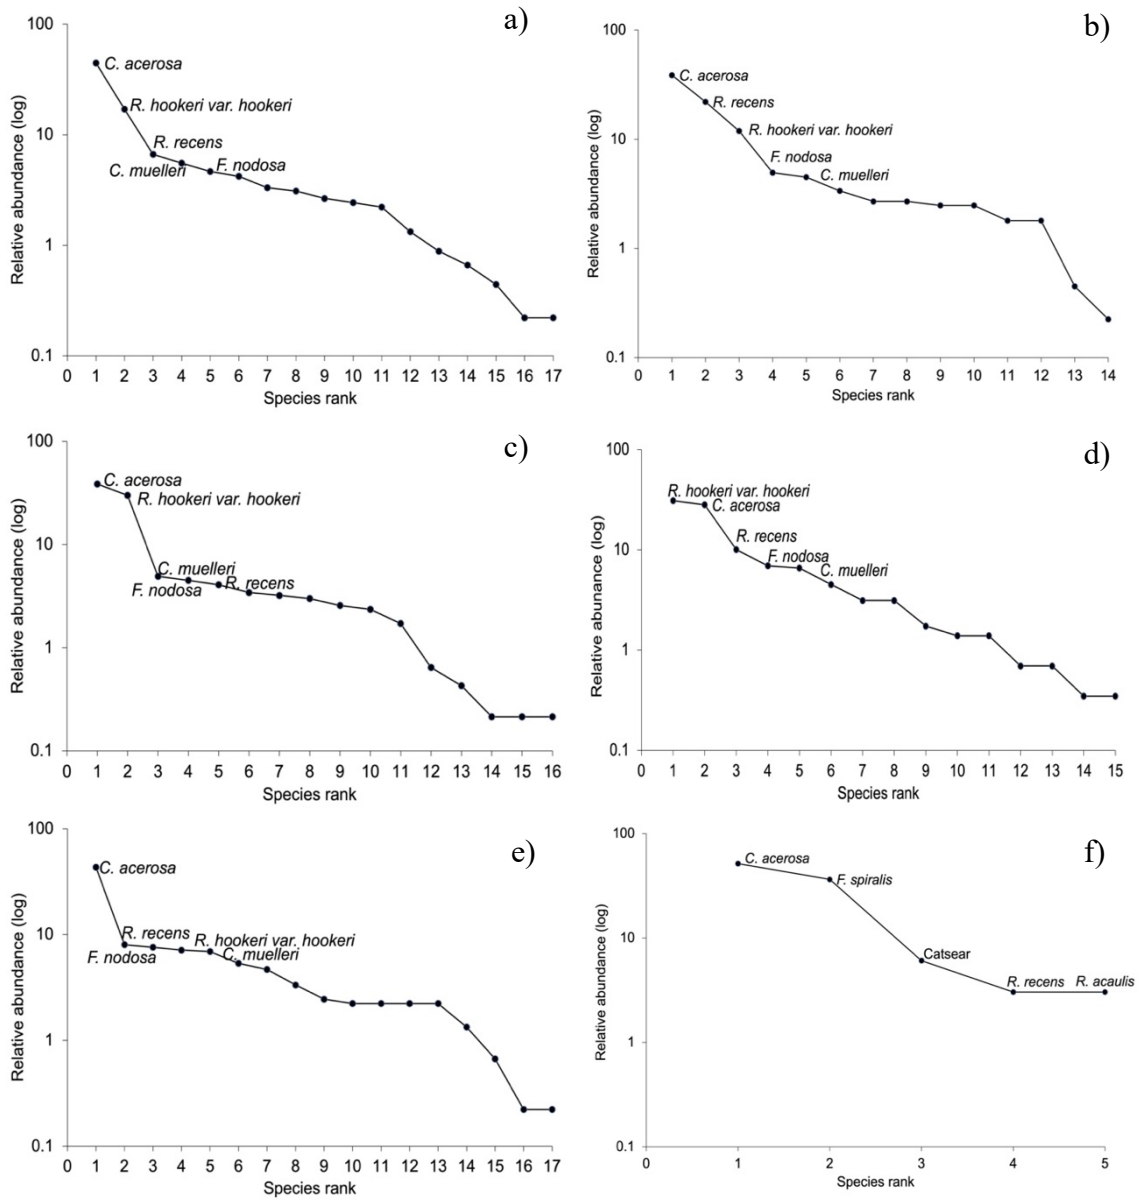 a)
100
10
1
0.1
Relative abundance (log)
C. acerosa
R. hookeri var. hookeri
R. recens
C. muelleri
F. nodosa
0 1 2 3 4 5 6 7 8 9 10 11 12 13 14 15 16 17
Species rank
b)
100
10
1
0.1
Relative abundance (log)
C. acerosa
R. recens
R. hookeri var. hookeri
F. nodosa
C. muelleri
0 1 2 3 4 5 6 7 8 9 10 11 12 13 14
Species rank
c)
100
10
1
0.1
Relative abundance (log)
C. acerosa
R. hookeri var. hookeri
C. muelleri
F. nodosa
R. recens
0 1 2 3 4 5 6 7 8 9 10 11 12 13 14 15 16
Species rank
d)
100
10
1
0.1
Relative abunance (log)
R. hookeri var. hookeri
C. acerosa
R. recens
F. nodosa
C. muelleri
0 1 2 3 4 5 6 7 8 9 10 11 12 13 14 15
Species rank
e)
100
10
1
0.1
Relative abundance (log)
C. acerosa
R. recens
F. nodosa
R. hookeri var. hookeri
C. muelleri
0 1 2 3 4 5 6 7 8 9 10 11 12 13 14 15 16 17
Species rank
f)
100
10
1
0.1
Relative abundance (log)
C. acerosa
F. spiralis
Catsear
R. recens
R. acaulis
0 1 2 3 4 5
Species rank